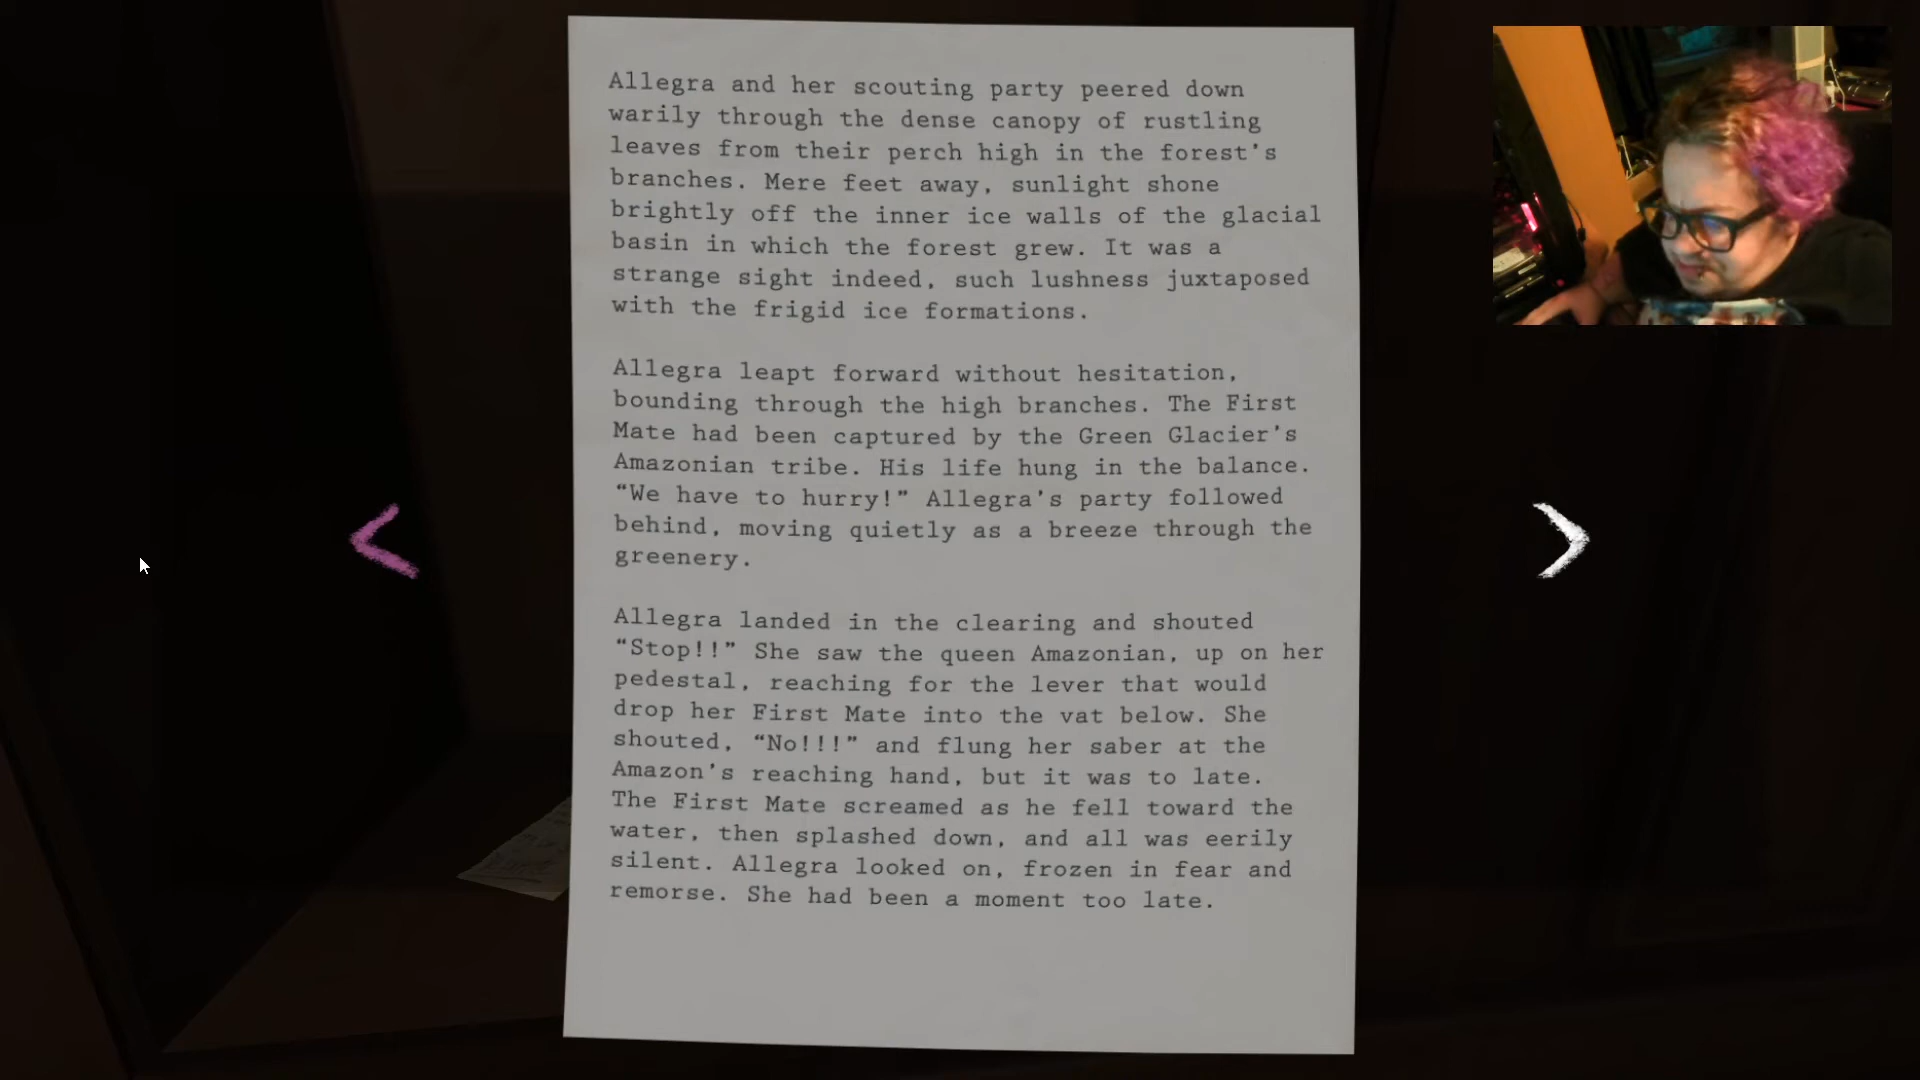 Allegra and her scouting party peered down
warily through the dense canopy of rustling
leaves from their perch high in the forest's
branches. Mere feet away, sunlight shone
brightly off the inner ice walls of the glacial
basin in which the forest grew. It was a
strange sight indeed, such lushness juxtaposed
with the frigid ice formations.
Allegra leapt forward without hesitation,
bounding through the high branches. The First
Mate had been captured by the Green Glacier's
Amazonian tribe. His life hung in the balance.
“We have to hurry!” Allegra's party followed
behind, moving quietly as a breeze through the
greenery.
Allegra landed in the clearing and shouted
“Stop!!” She saw the queen Amazonian, up on her
pedestal, reaching for the lever that would
drop her First Mate into the vat below. She
shouted, “No!!!” and flung her saber at the
Amazon's reaching hand, but it was to late.
The First Mate screamed as he fell toward the
water, then splashed down, and all was eerily
silent. Allegra looked on, frozen in fear and
remorse. She had been a moment too late.